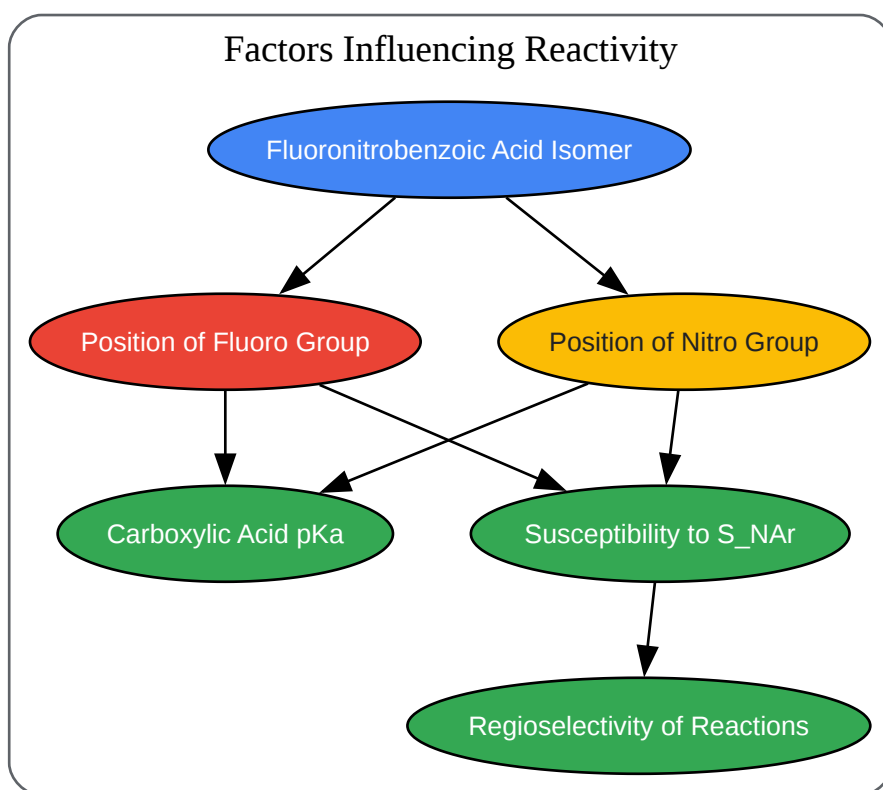 Factors Influencing Reactivity
Fluoronitrobenzoic Acid Isomer
Position of Fluoro Group
Position of Nitro Group
Carboxylic Acid pKa
Susceptibility to S_NAr
Regioselectivity of Reactions